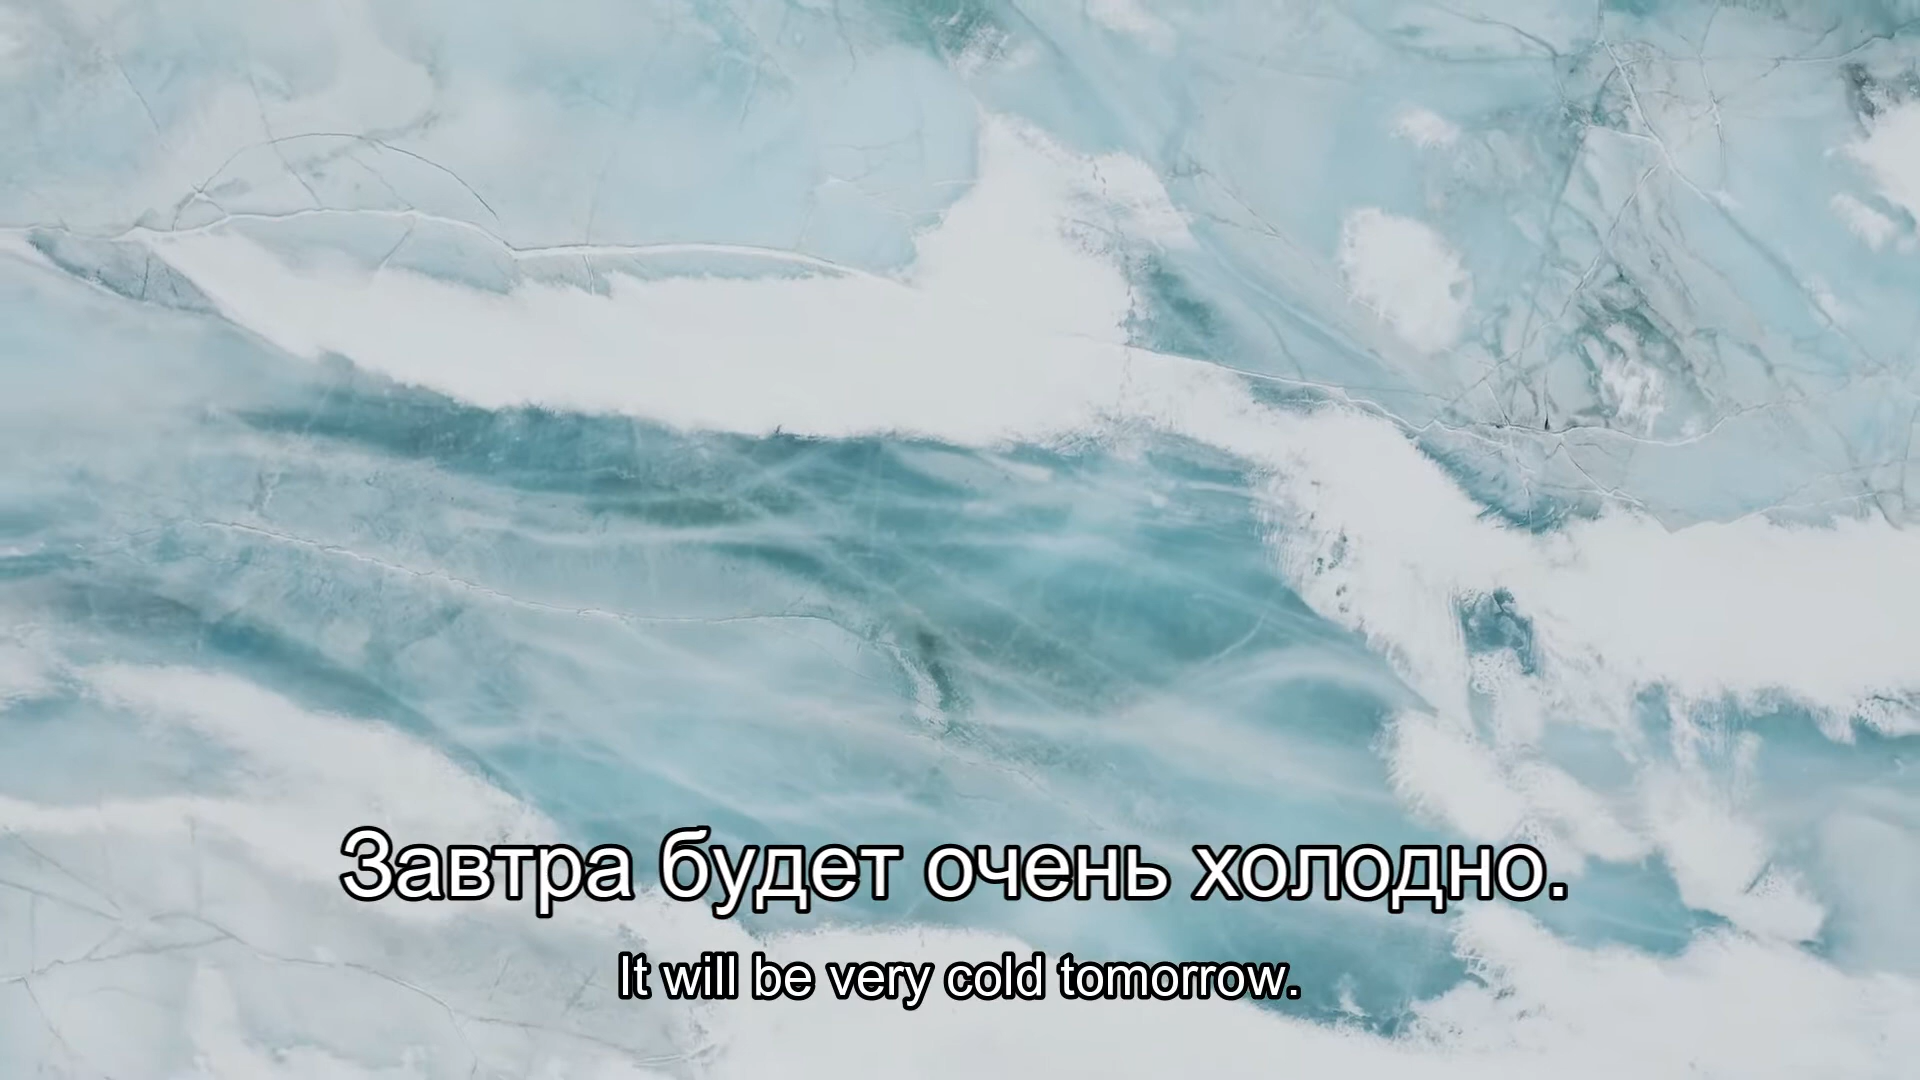 Завтра будет очень холодно.
It will be very cold tomorrow.